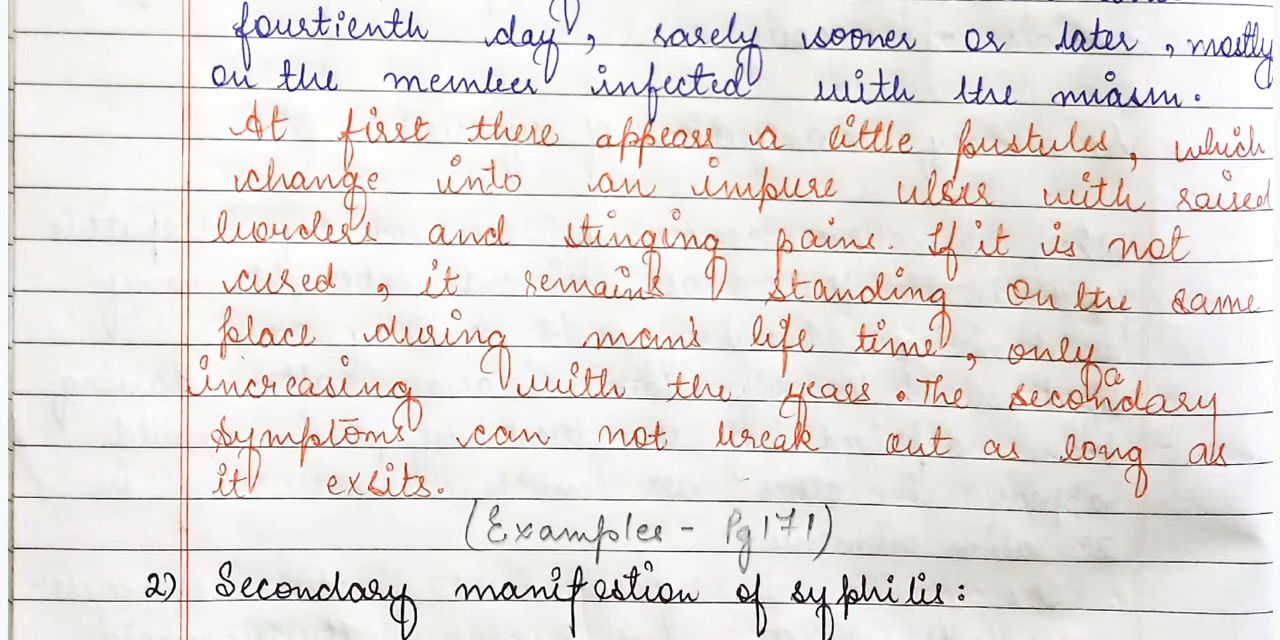 fourtienth day, rarely sooner or later, mostly
on the member infected with the miasm.
At first there appears a little pustules, which
change into an impure ulser with raised
borders and stinging pains. If it is not
cured, it remains standing on the same
place during man's life time, only
increasing with the years. The secondary
symptoms can not break out as long as
it exsits.
(Examples - Pg 171)
2) Secondary manifestion of syphilis: